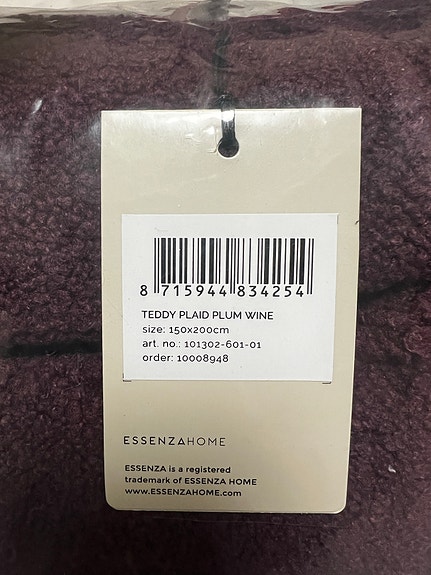 8 715944 834254
TEDDY PLAID PLUM WINE
size: 150x200cm
art. no.: 101302-601-01
order: 10008948
ESSENZAHOME
ESSENZA is a registered
trademark of ESSENZA HOME
www.ESSENZAHOME.com